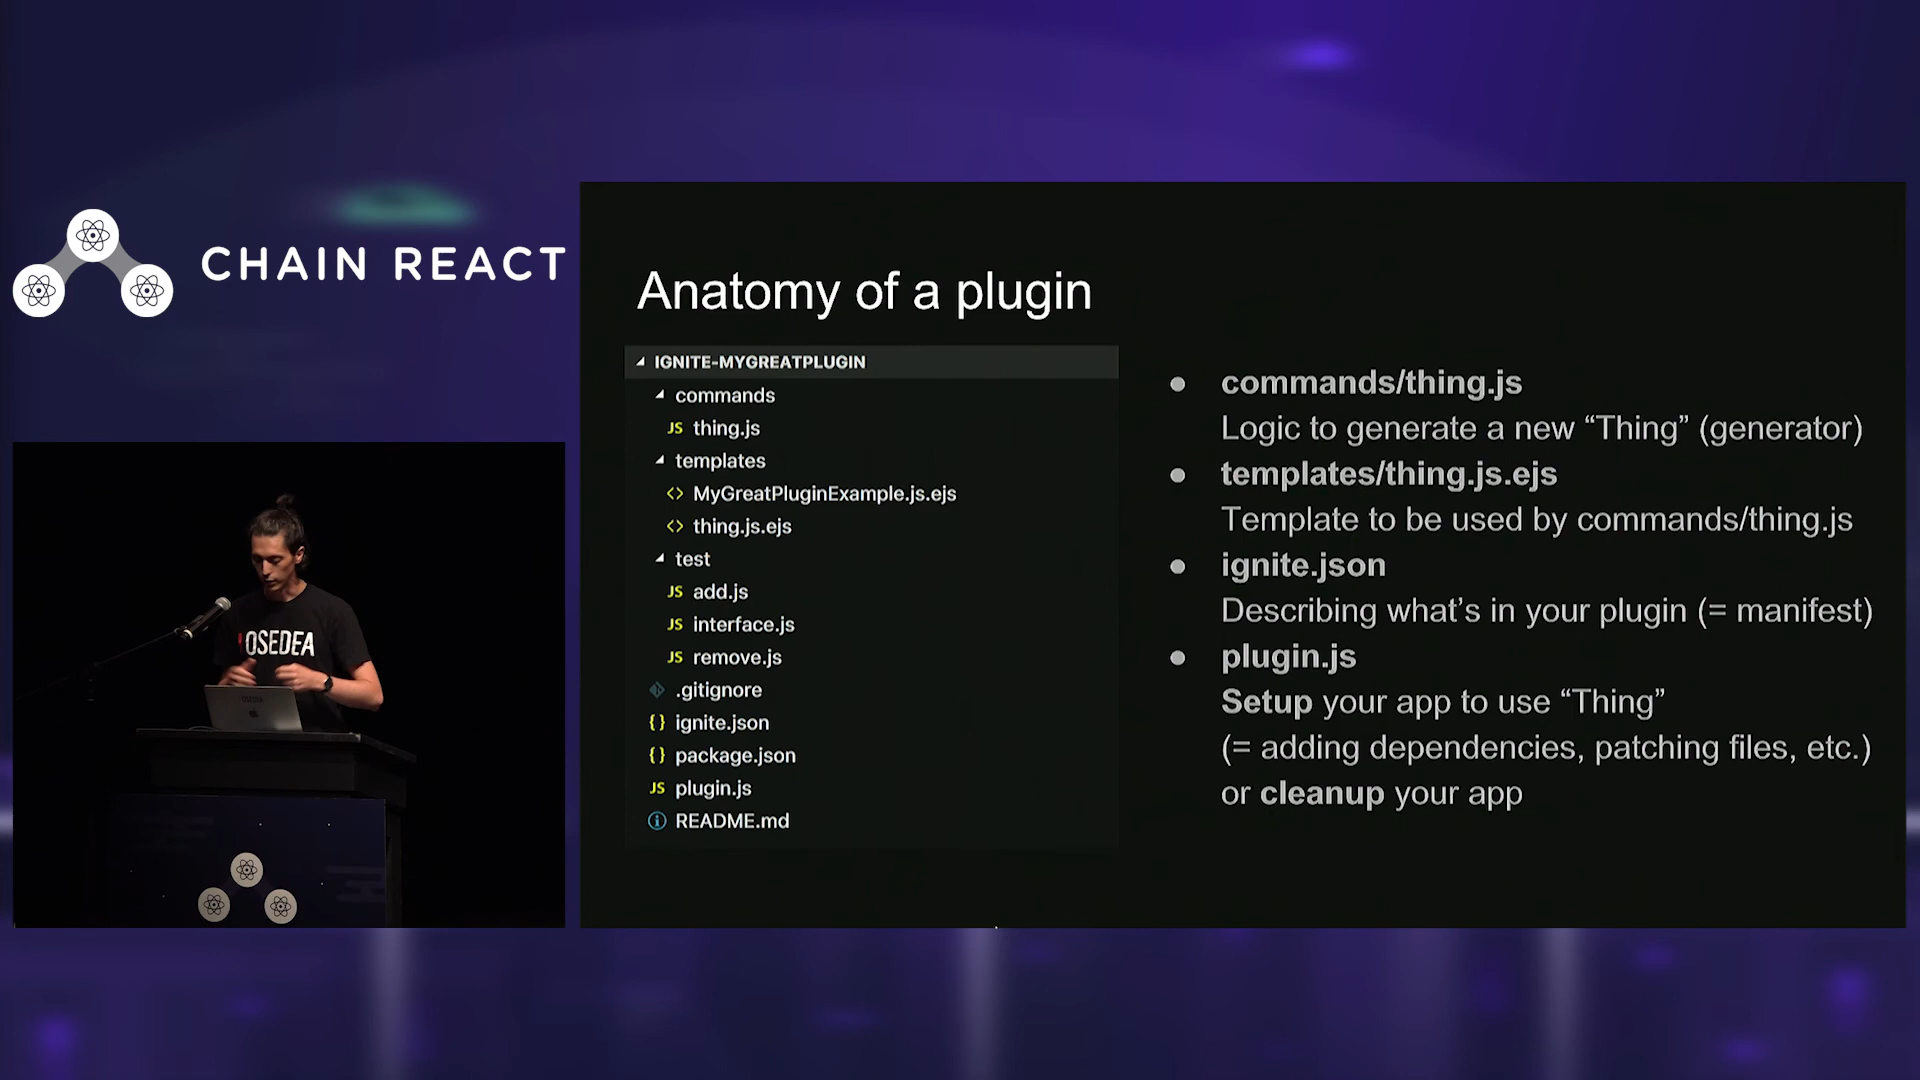 CHAIN REACT
Anatomy of a plugin
IGNITE-MYGREATPLUGIN
commands
JS thing.js
templates
<> MyGreatPluginExample.js.ejs
<> thing.js.ejs
test
JS add.js
JS interface.js
JS remove.js
.gitignore
{} ignite.json
{} package.json
JS plugin.js
README.md
● commands/thing.js
Logic to generate a new “Thing” (generator)
● templates/thing.js.ejs
Template to be used by commands/thing.js
● ignite.json
Describing what’s in your plugin (= manifest)
● plugin.js
Setup your app to use “Thing”
(= adding dependencies, patching files, etc.)
or cleanup your app
OSEDEA
OSEDEA